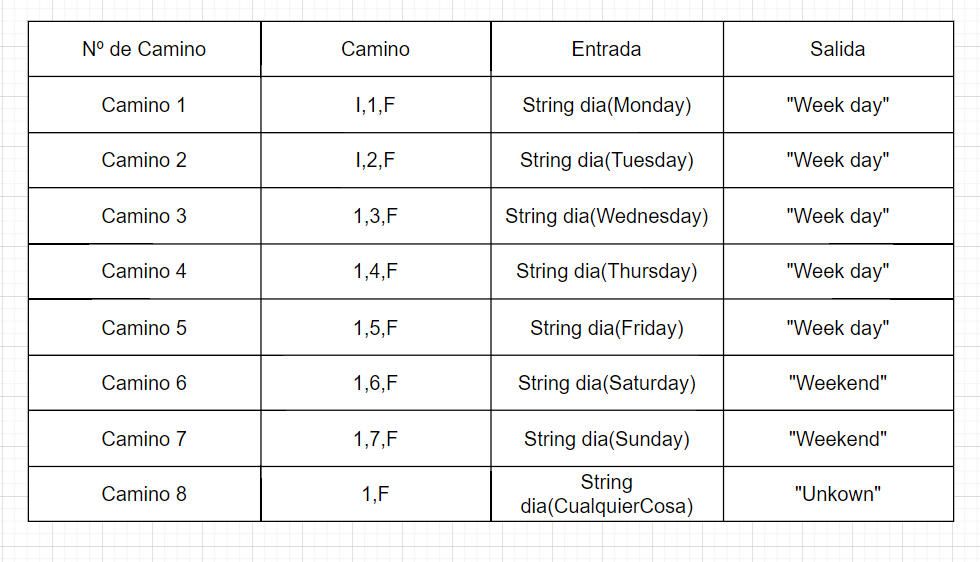 Nº de Camino Camino Entrada Salida
Camino 1 I,1,F String dia(Monday) "Week day"
Camino 2 I,2,F String dia(Tuesday) "Week day"
Camino 3 1,3,F String dia(Wednesday) "Week day"
Camino 4 1,4,F String dia(Thursday) "Week day"
Camino 5 1,5,F String dia(Friday) "Week day"
Camino 6 1,6,F String dia(Saturday) "Weekend"
Camino 7 1,7,F String dia(Sunday) "Weekend"
Camino 8 1,F String dia(CualquierCosa) "Unkown"